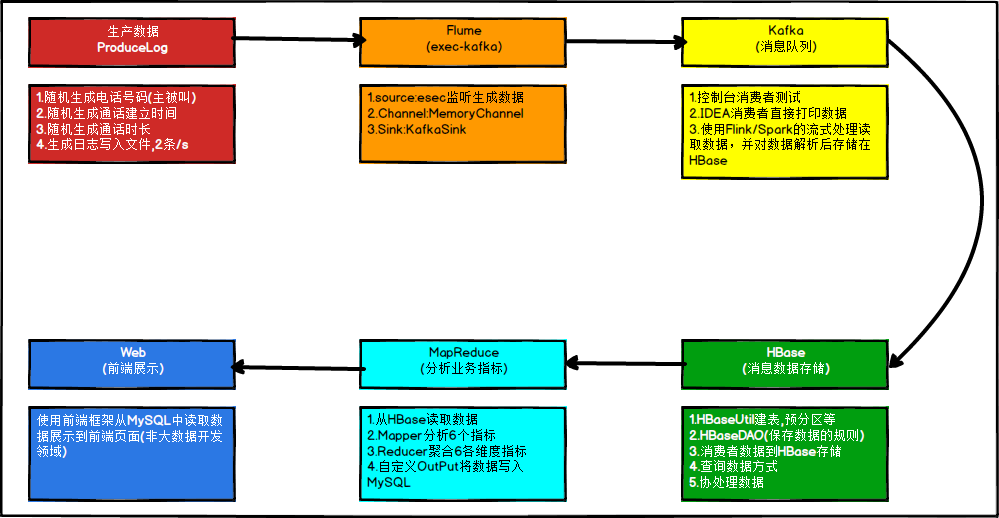 生产数据
ProduceLog
Flume
(exec-kafka)
Kafka
(消息队列)
1.随机生成电话号码(主被叫)
2.随机生成通话建立时间
3.随机生成通话时长
4.生成日志写入文件,2条/s
1.source:esec监听生成数据
2.Channel:MemoryChannel
3.Sink:KafkaSink
1.控制台消费者测试
2.IDEA消费者直接打印数据
3.使用Flink/Spark的流式处理读
取数据，并对数据解析后存储在
HBase
Web
(前端展示)
MapReduce
(分析业务指标)
HBase
(消息数据存储)
使用前端框架从MySQL中读取数
据展示到前端页面(非大数据开发
领域)
1.从HBase读取数据
2.Mapper分析6个指标
3.Reducer聚合6各维度指标
4.自定义OutPut将数据写入
MySQL
1.HBaseUtil建表,预分区等
2.HBaseDAO(保存数据的规则)
3.消费者数据到HBase存储
4.查询数据方式
5.协处理数据